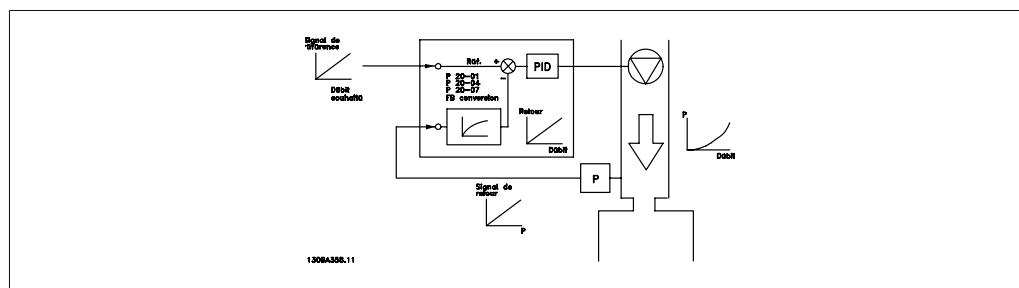 Signal de
référence
Débit
souhaité
Réf.
+
-
PID
P 20-01
P 20-04
P 20-07
FB conversion
Retour
Débit
P
Débit
P
Signal de
retour
P
130BA358.11